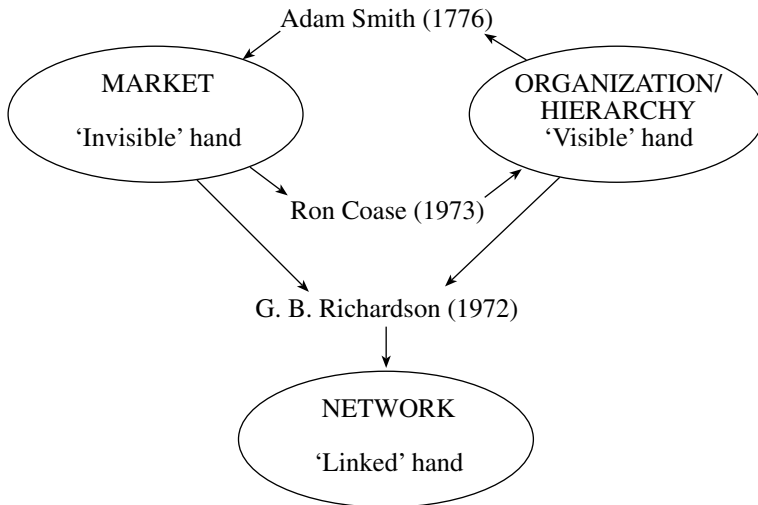 Adam Smith (1776)
MARKET
‘Invisible’ hand
ORGANIZATION/
HIERARCHY
‘Visible’ hand
Ron Coase (1973)
G. B. Richardson (1972)
NETWORK
‘Linked’ hand